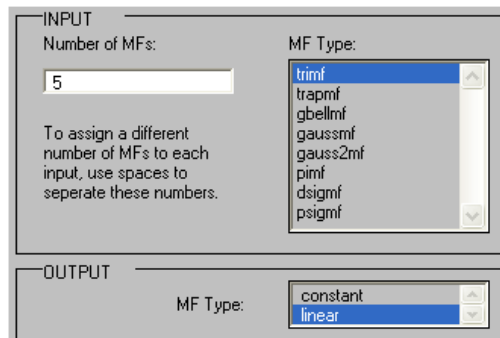 INPUT
Number of MFs:
5
To assign a different
number of MFs to each
input, use spaces to
seperate these numbers.
MF Type:
trimf
trapmf
gbellmf
gaussmf
gauss2mf
pimf
dsigmf
psigmf
OUTPUT
MF Type:
constant
linear